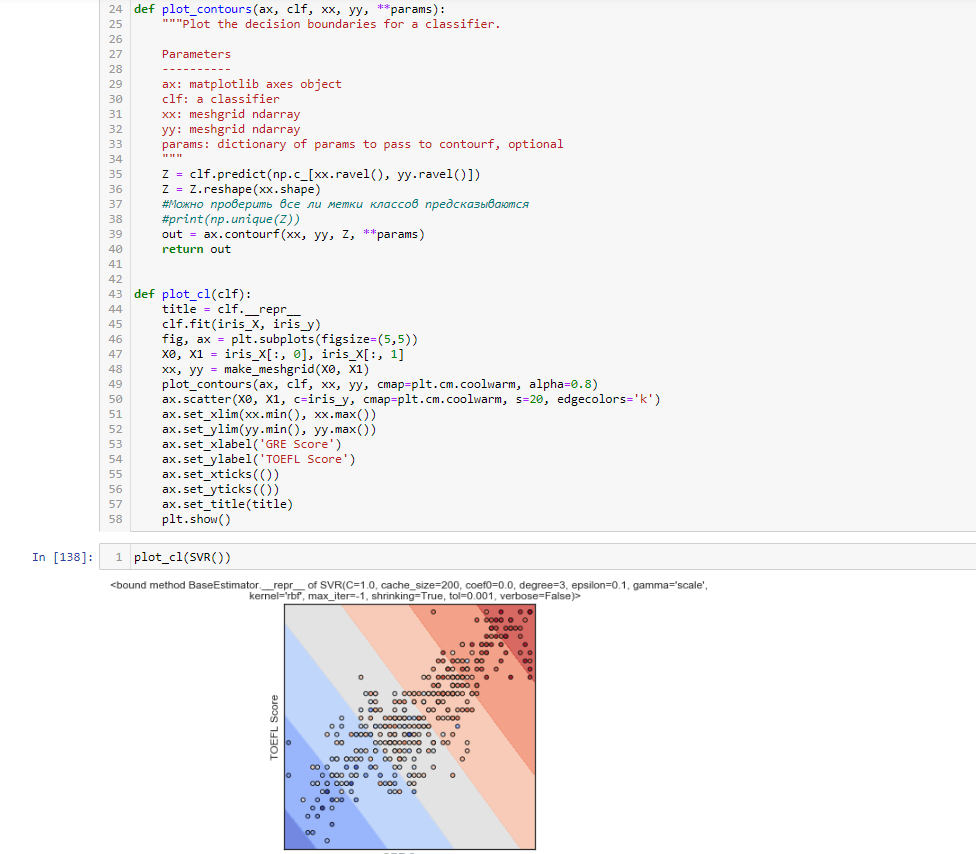 24 def plot_contours(ax, clf, xx, yy, **params):
25     """Plot the decision boundaries for a classifier.
26
27     Parameters
28     ----------
29     ax: matplotlib axes object
30     clf: a classifier
31     xx: meshgrid ndarray
32     yy: meshgrid ndarray
33     params: dictionary of params to pass to contourf, optional
34     """
35     Z = clf.predict(np.c_[xx.ravel(), yy.ravel()])
36     Z = Z.reshape(xx.shape)
37     #Можно проверить все ли метки классов предсказываются
38     #print(np.unique(Z))
39     out = ax.contourf(xx, yy, Z, **params)
40     return out
41
42
43 def plot_cl(clf):
44     title = clf.__repr__
45     clf.fit(iris_X, iris_y)
46     fig, ax = plt.subplots(figsize=(5,5))
47     X0, X1 = iris_X[:, 0], iris_X[:, 1]
48     xx, yy = make_meshgrid(X0, X1)
49     plot_contours(ax, clf, xx, yy, cmap=plt.cm.coolwarm, alpha=0.8)
50     ax.scatter(X0, X1, c=iris_y, cmap=plt.cm.coolwarm, s=20, edgecolors='k')
51     ax.set_xlim(xx.min(), xx.max())
52     ax.set_ylim(yy.min(), yy.max())
53     ax.set_xlabel('GRE Score')
54     ax.set_ylabel('TOEFL Score')
55     ax.set_xticks(())
56     ax.set_yticks(())
57     ax.set_title(title)
58     plt.show()
In [138]: 1 plot_cl(SVR())
<bound method BaseEstimator.__repr__ of SVR(C=1.0, cache_size=200, coef0=0.0, degree=3, epsilon=0.1, gamma='scale',
kernel='rbf', max_iter=-1, shrinking=True, tol=0.001, verbose=False)>
TOEFL Score